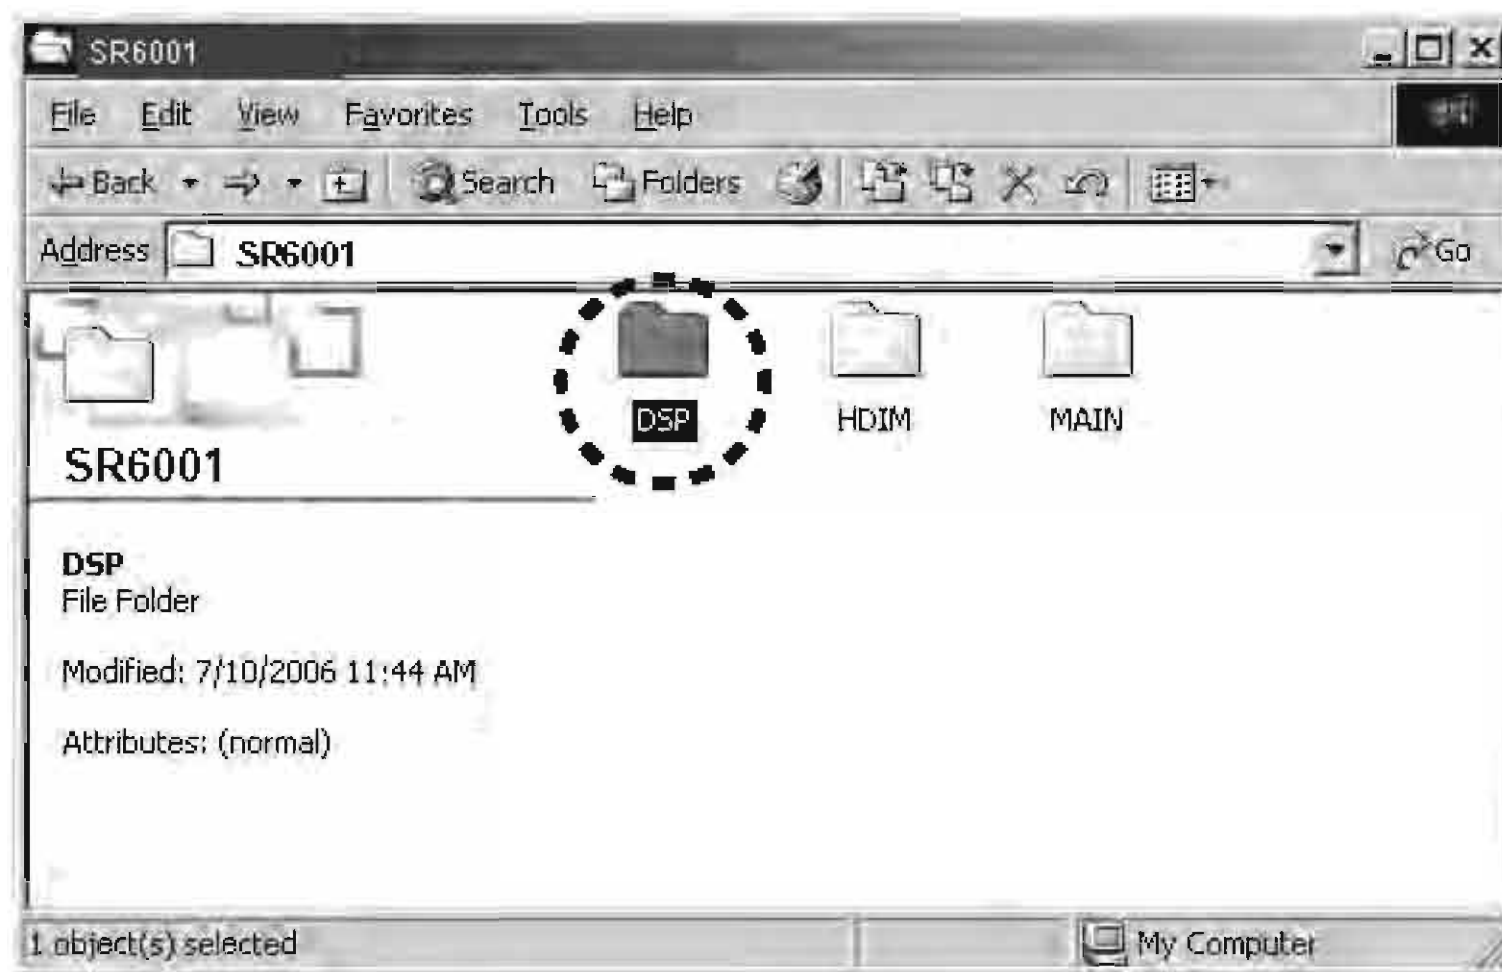 SR6001
File Edit View Favorites Tools Help
Back Search Folders
Address SR6001 Go
DSP HDIM MAIN
SR6001
DSP
File Folder
Modified: 7/10/2006 11:44 AM
Attributes: (normal)
1 object(s) selected My Computer